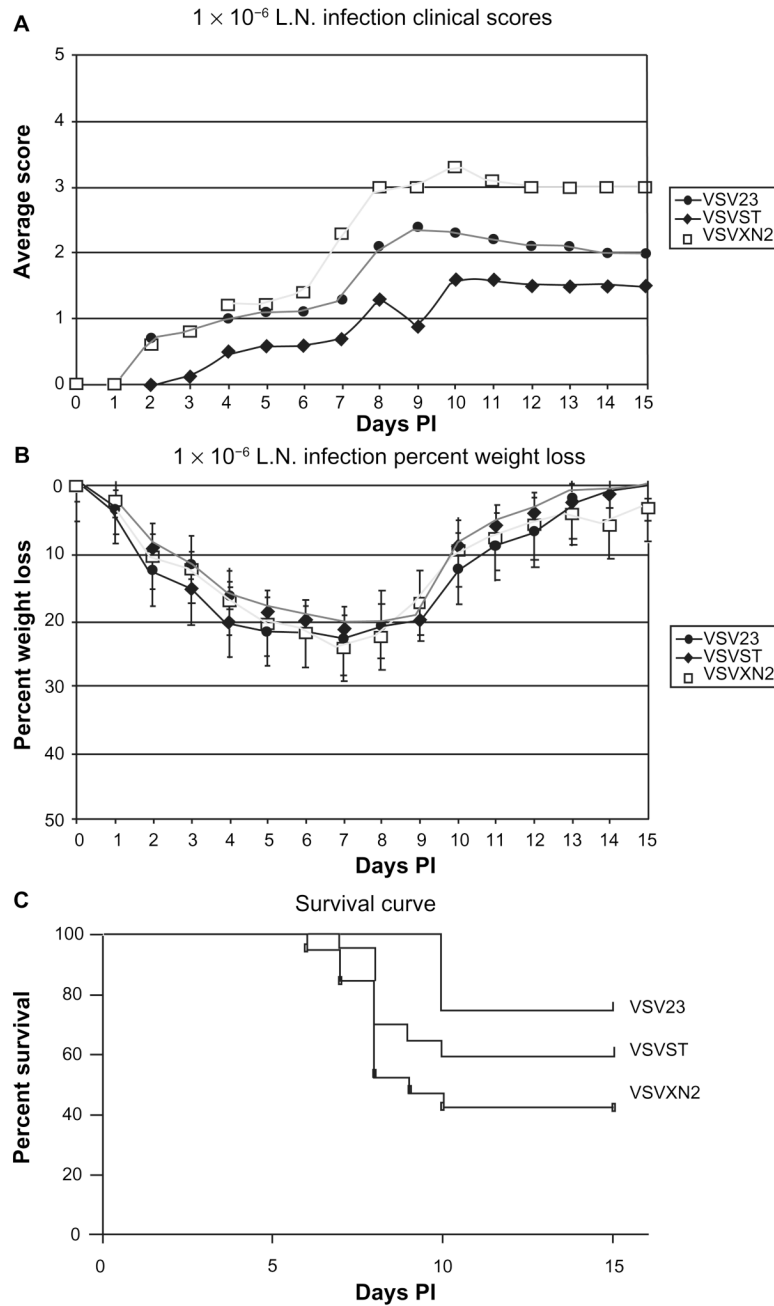 A
1 × 10⁻⁶ L.N. infection clinical scores
5
4
3
2
1
0
Average score
0 1 2 3 4 5 6 7 8 9 10 11 12 13 14 15
Days PI
VSV23
VSVST
VSVXN2
B
1 × 10⁻⁶ L.N. infection percent weight loss
0
10
20
30
40
50
Percent weight loss
0 1 2 3 4 5 6 7 8 9 10 11 12 13 14 15
Days PI
VSV23
VSVST
VSVXN2
C
Survival curve
100
80
60
40
20
0
Percent survival
VSV23
VSVST
VSVXN2
0 5 10 15
Days PI